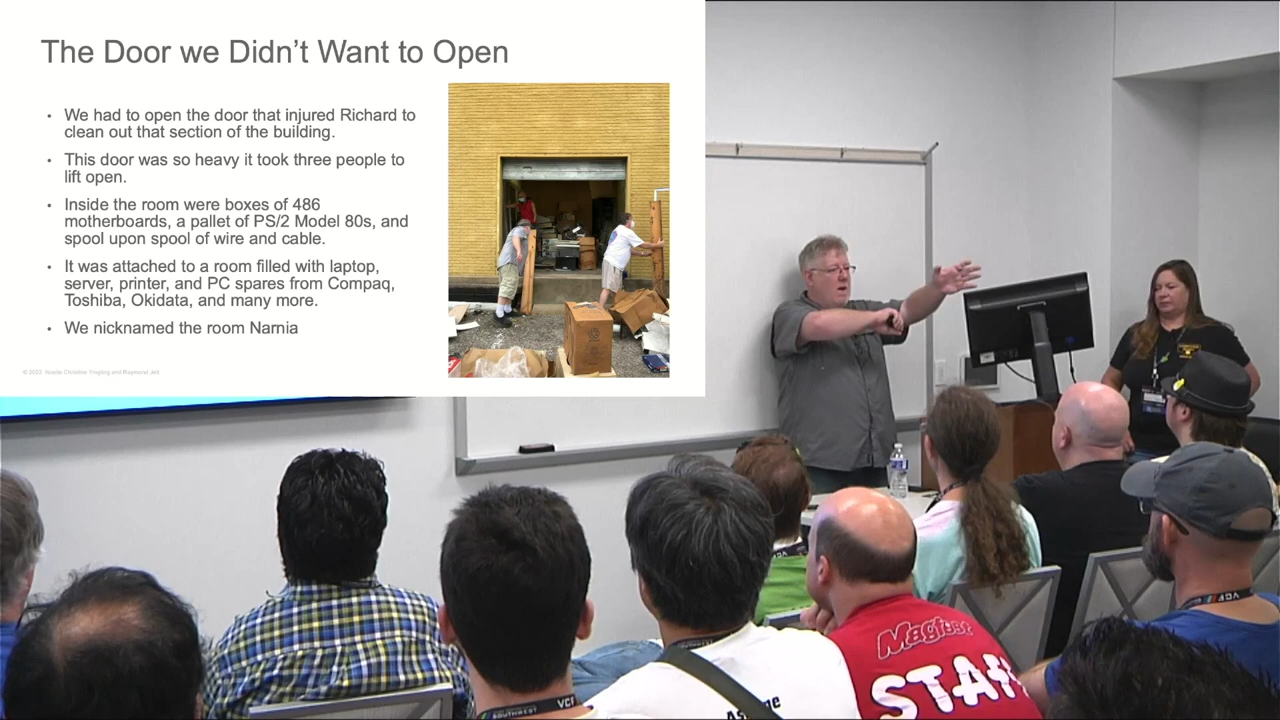 The Door we Didn't Want to Open
• We had to open the door that injured Richard to
clean out that section of the building.
• This door was so heavy it took three people to
lift open.
• Inside the room were boxes of 486
motherboards, a pallet of PS/2 Model 80s, and
spool upon spool of wire and cable.
• It was attached to a room filled with laptop,
server, printer, and PC spares from Compaq,
Toshiba, Okidata, and many more.
• We nicknamed the room Narnia
Magfest
STAFF
SOUTHWEST VCF
VCF